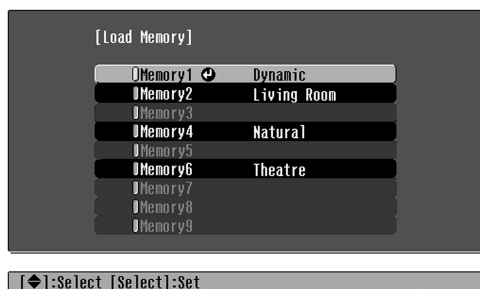 [Load Memory]
Memory1 Dynamic
Memory2 Living Room
Memory3
Memory4 Natural
Memory5
Memory6 Theatre
Memory7
Memory8
Memory9
[◆]:Select [Select]:Set